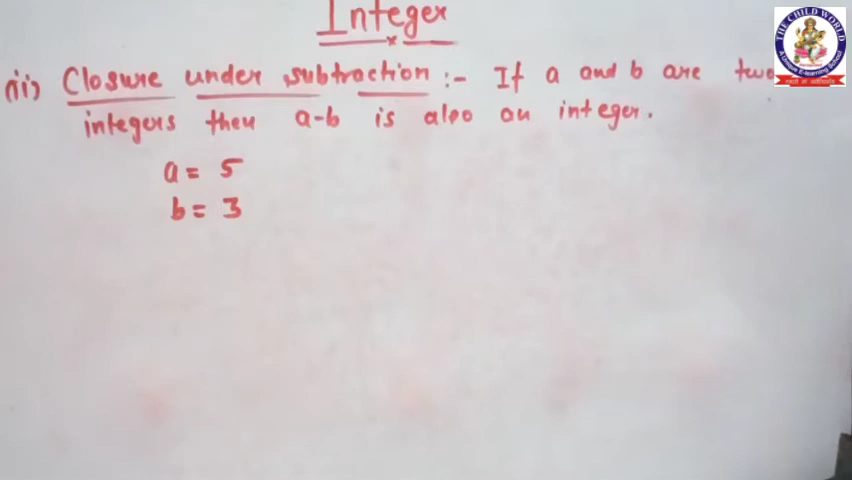 Integer
(ii) Closure under subtraction :- If a and b are two
integers then a-b is also an integer.
a = 5
b = 3
THE CHILD WORLD